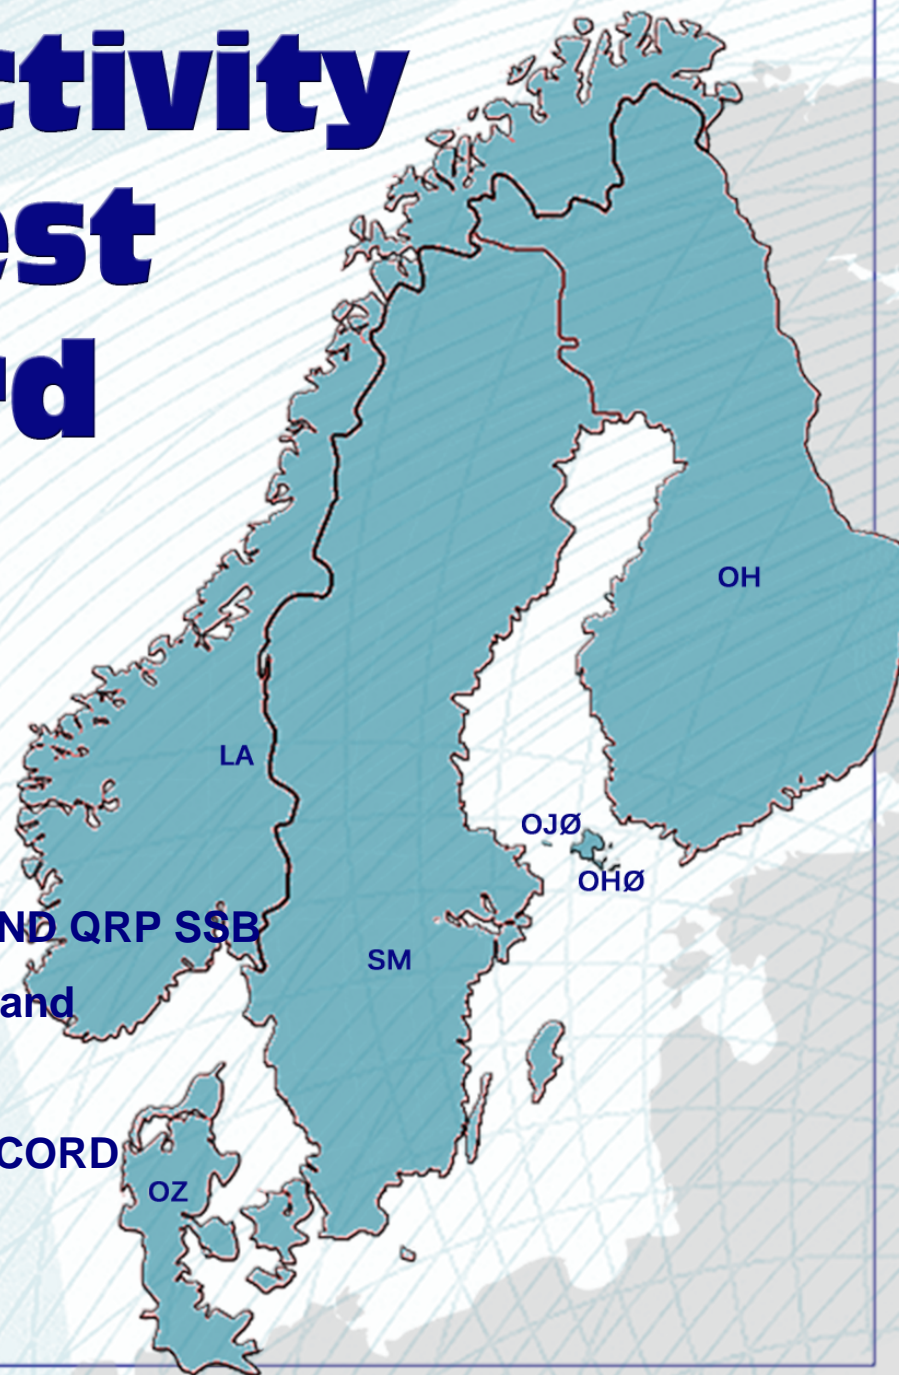 ctivity
est
rd
OH
LA
OJØ
OHØ
ND QRP SSB
SM
and
CORD
OZ